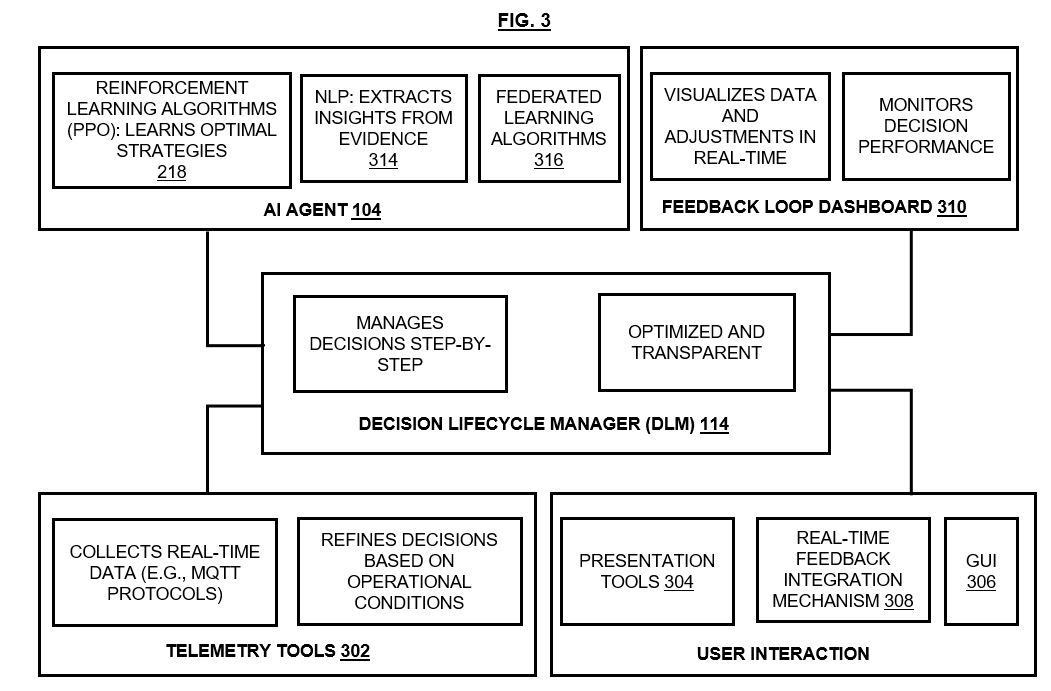 FIG. 3
REINFORCEMENT
LEARNING ALGORITHMS
(PPO): LEARNS OPTIMAL
STRATEGIES
218
NLP: EXTRACTS
INSIGHTS FROM
EVIDENCE
314
FEDERATED
LEARNING
ALGORITHMS
316
AI AGENT 104
VISUALIZES DATA
AND
ADJUSTMENTS IN
REAL-TIME
MONITORS
DECISION
PERFORMANCE
FEEDBACK LOOP DASHBOARD 310
MANAGES
DECISIONS STEP-BY-
STEP
OPTIMIZED AND
TRANSPARENT
DECISION LIFECYCLE MANAGER (DLM) 114
COLLECTS REAL-TIME
DATA (E.G., MQTT
PROTOCOLS)
REFINES DECISIONS
BASED ON
OPERATIONAL
CONDITIONS
TELEMETRY TOOLS 302
PRESENTATION
TOOLS 304
REAL-TIME
FEEDBACK
INTEGRATION
MECHANISM 308
GUI
306
USER INTERACTION